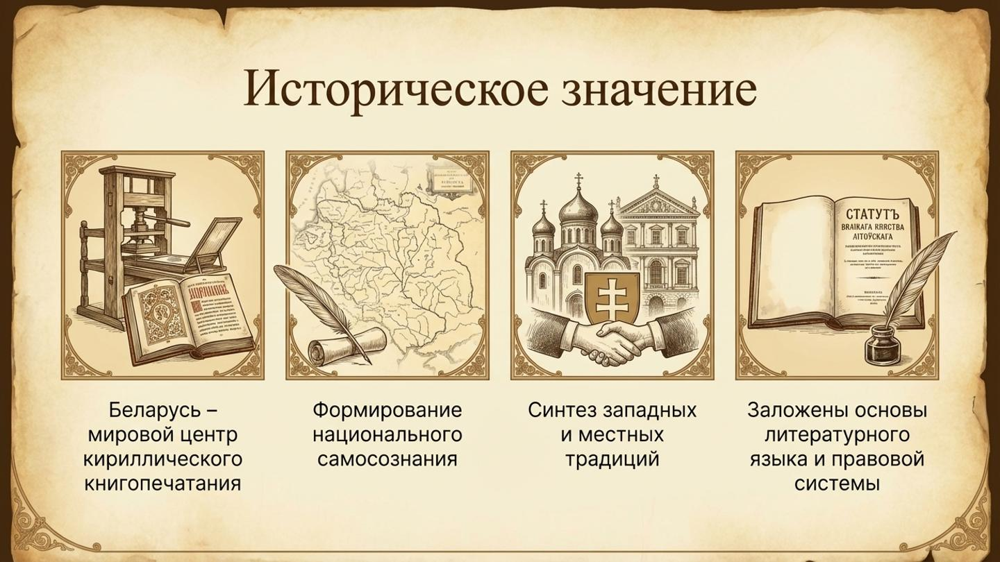 Историческое значение
СТАТУТЪ
BRAIKAГA RRRCTBA
ЛІТОЎСКАГА
Беларусь –
мировой центр
кириллического
книгопечатания
Формирование
национального
самосознания
Синтез западных
и местных
традиций
Заложены основы
литературного
языка и правовой
системы